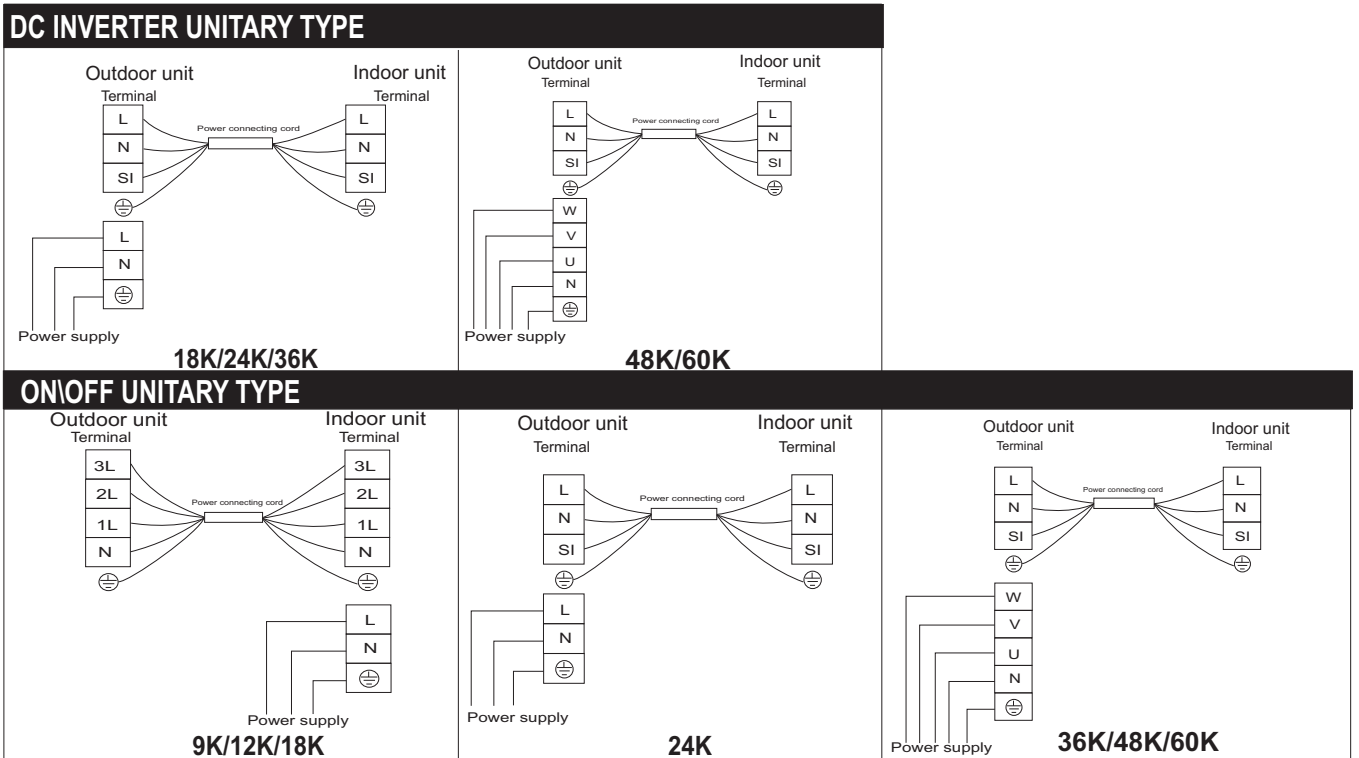 DC INVERTER UNITARY TYPE
Outdoor unit
Indoor unit
Terminal
Terminal
L
L
Power connecting cord
N
N
SI
SI
L
N
Power supply
18K/24K/36K
Outdoor unit
Indoor unit
Terminal
Terminal
L
L
Power connecting cord
N
N
SI
SI
W
V
U
N
Power supply
48K/60K
ON\OFF UNITARY TYPE
Outdoor unit
Indoor unit
Terminal
Terminal
3L
3L
2L
2L
Power connecting cord
1L
1L
N
N
L
N
Power supply
9K/12K/18K
Outdoor unit
Indoor unit
Terminal
Terminal
L
L
Power connecting cord
N
N
SI
SI
L
N
Power supply
24K
Outdoor unit
Indoor unit
Terminal
Terminal
L
L
Power connecting cord
N
N
SI
SI
W
V
U
N
Power supply
36K/48K/60K